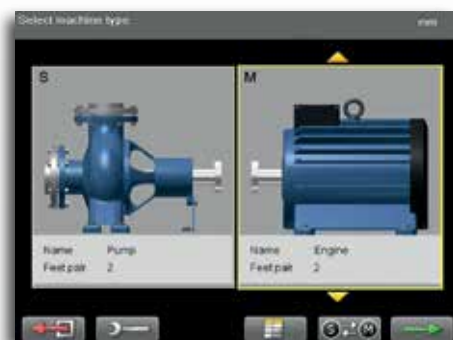 Select machine type
mm
S
M
Name Pump
Feet pair 2
Name Engine
Feet pair 2
S M